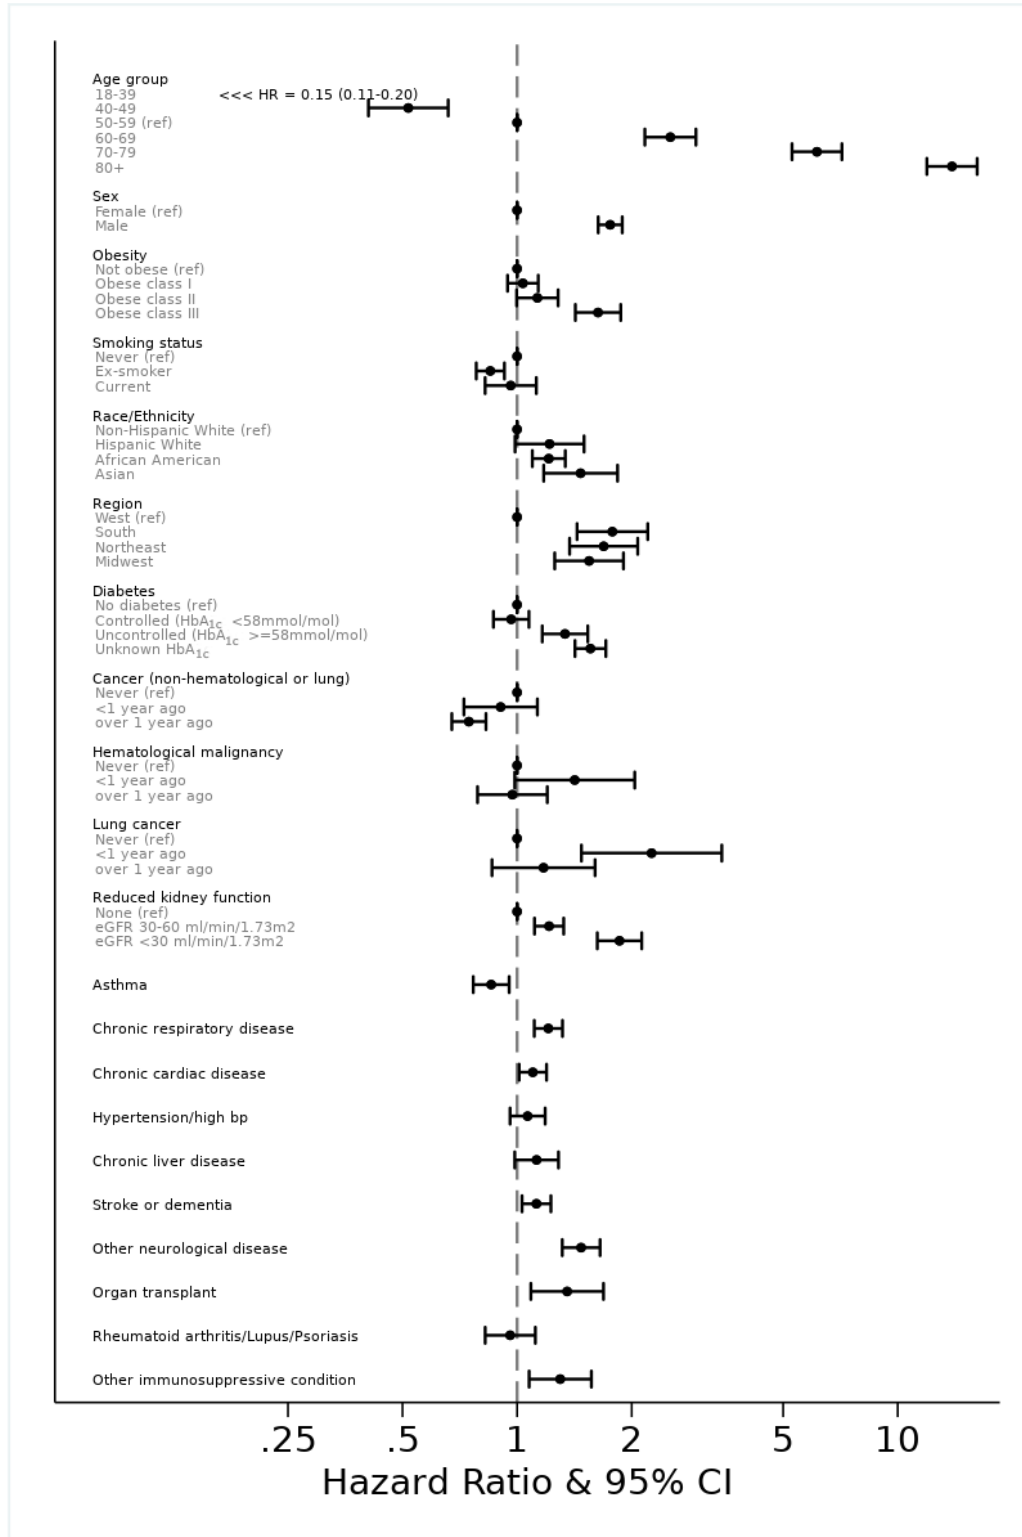 Age group
18-39 <<< HR = 0.15 (0.11-0.20)
40-49
50-59 (ref)
60-69
70-79
80+
Sex
Female (ref)
Male
Obesity
Not obese (ref)
Obese class I
Obese class II
Obese class III
Smoking status
Never (ref)
Ex-smoker
Current
Race/Ethnicity
Non-Hispanic White (ref)
Hispanic White
African American
Asian
Region
West (ref)
South
Northeast
Midwest
Diabetes
No diabetes (ref)
Controlled (HbA1c <58mmol/mol)
Uncontrolled (HbA1c >=58mmol/mol)
Unknown HbA1c
Cancer (non-hematological or lung)
Never (ref)
<1 year ago
over 1 year ago
Hematological malignancy
Never (ref)
<1 year ago
over 1 year ago
Lung cancer
Never (ref)
<1 year ago
over 1 year ago
Reduced kidney function
None (ref)
eGFR 30-60 ml/min/1.73m2
eGFR <30 ml/min/1.73m2
Asthma
Chronic respiratory disease
Chronic cardiac disease
Hypertension/high bp
Chronic liver disease
Stroke or dementia
Other neurological disease
Organ transplant
Rheumatoid arthritis/Lupus/Psoriasis
Other immunosuppressive condition
.25 .5 1 2 5 10
Hazard Ratio & 95% CI